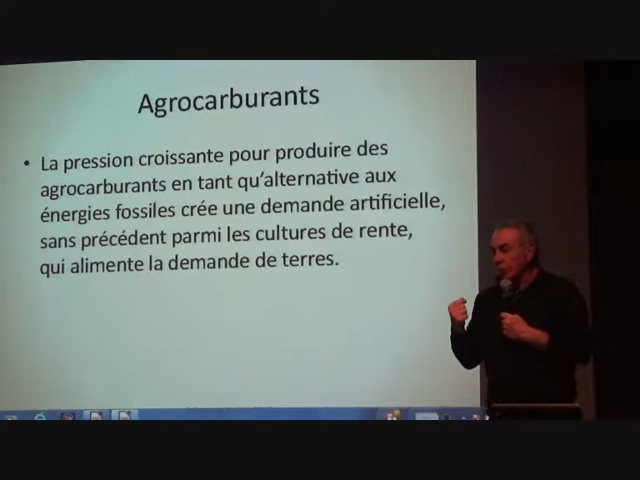 Agrocarburants
• La pression croissante pour produire des
agrocarburants en tant qu'alternative aux
énergies fossiles crée une demande artificielle,
sans précédent parmi les cultures de rente,
qui alimente la demande de terres.